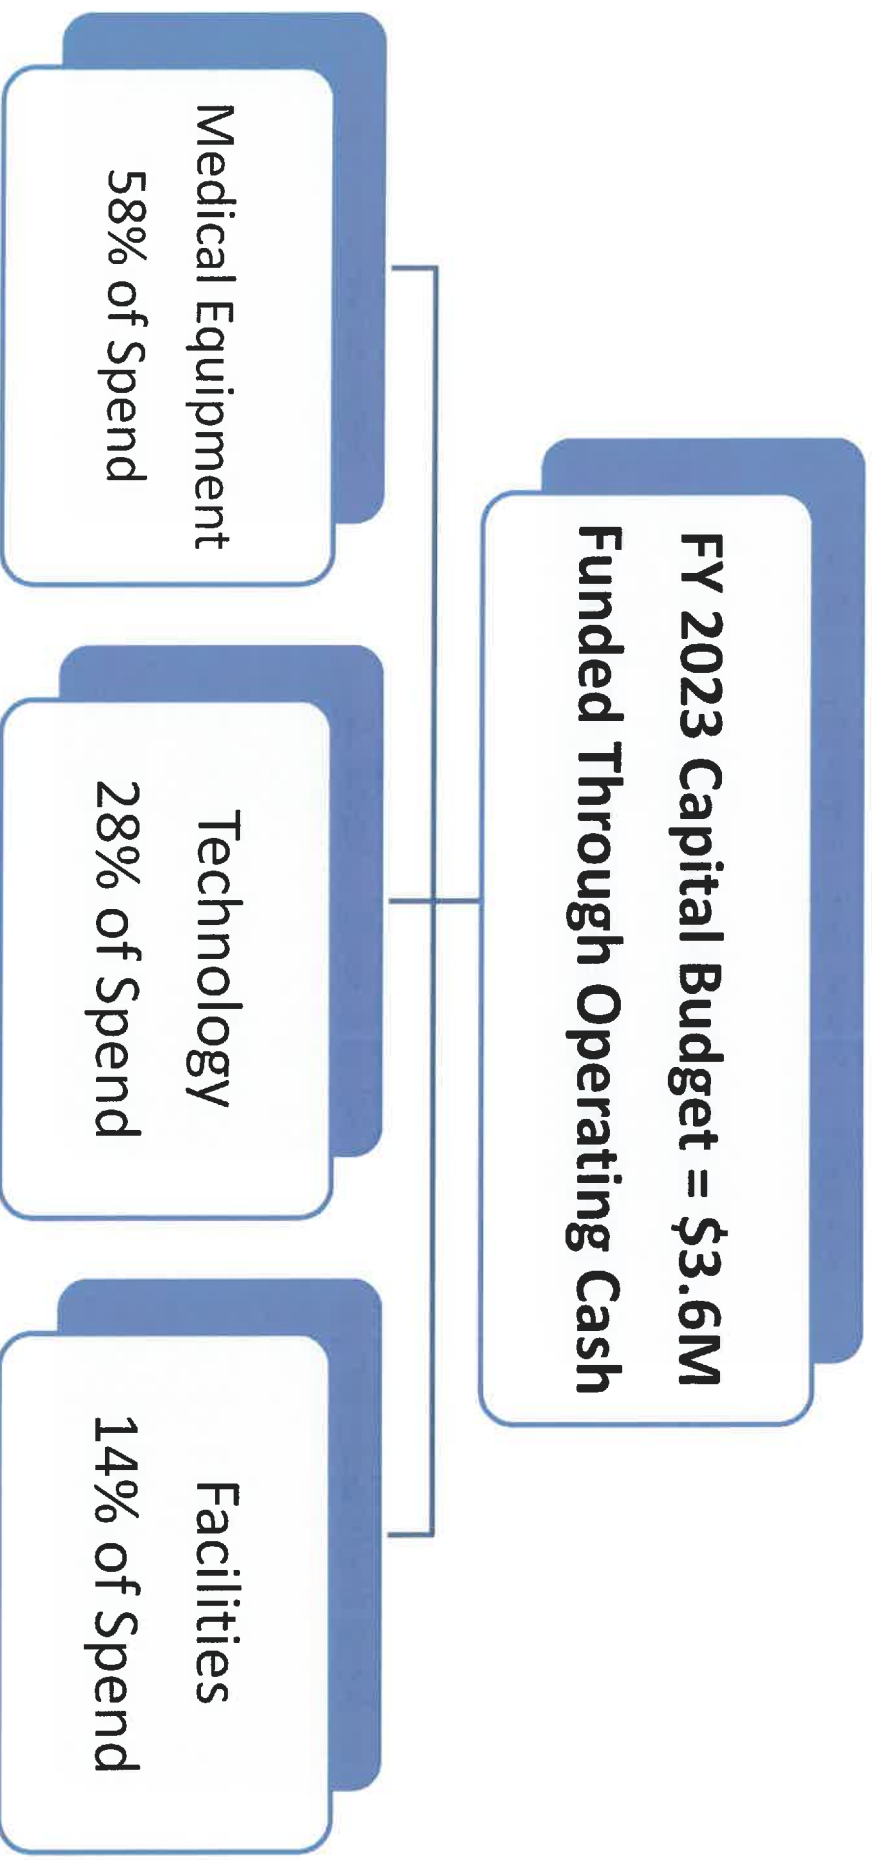 FY 2023 Capital Budget = $3.6M
Funded Through Operating Cash
Medical Equipment
58% of Spend
Technology
28% of Spend
Facilities
14% of Spend